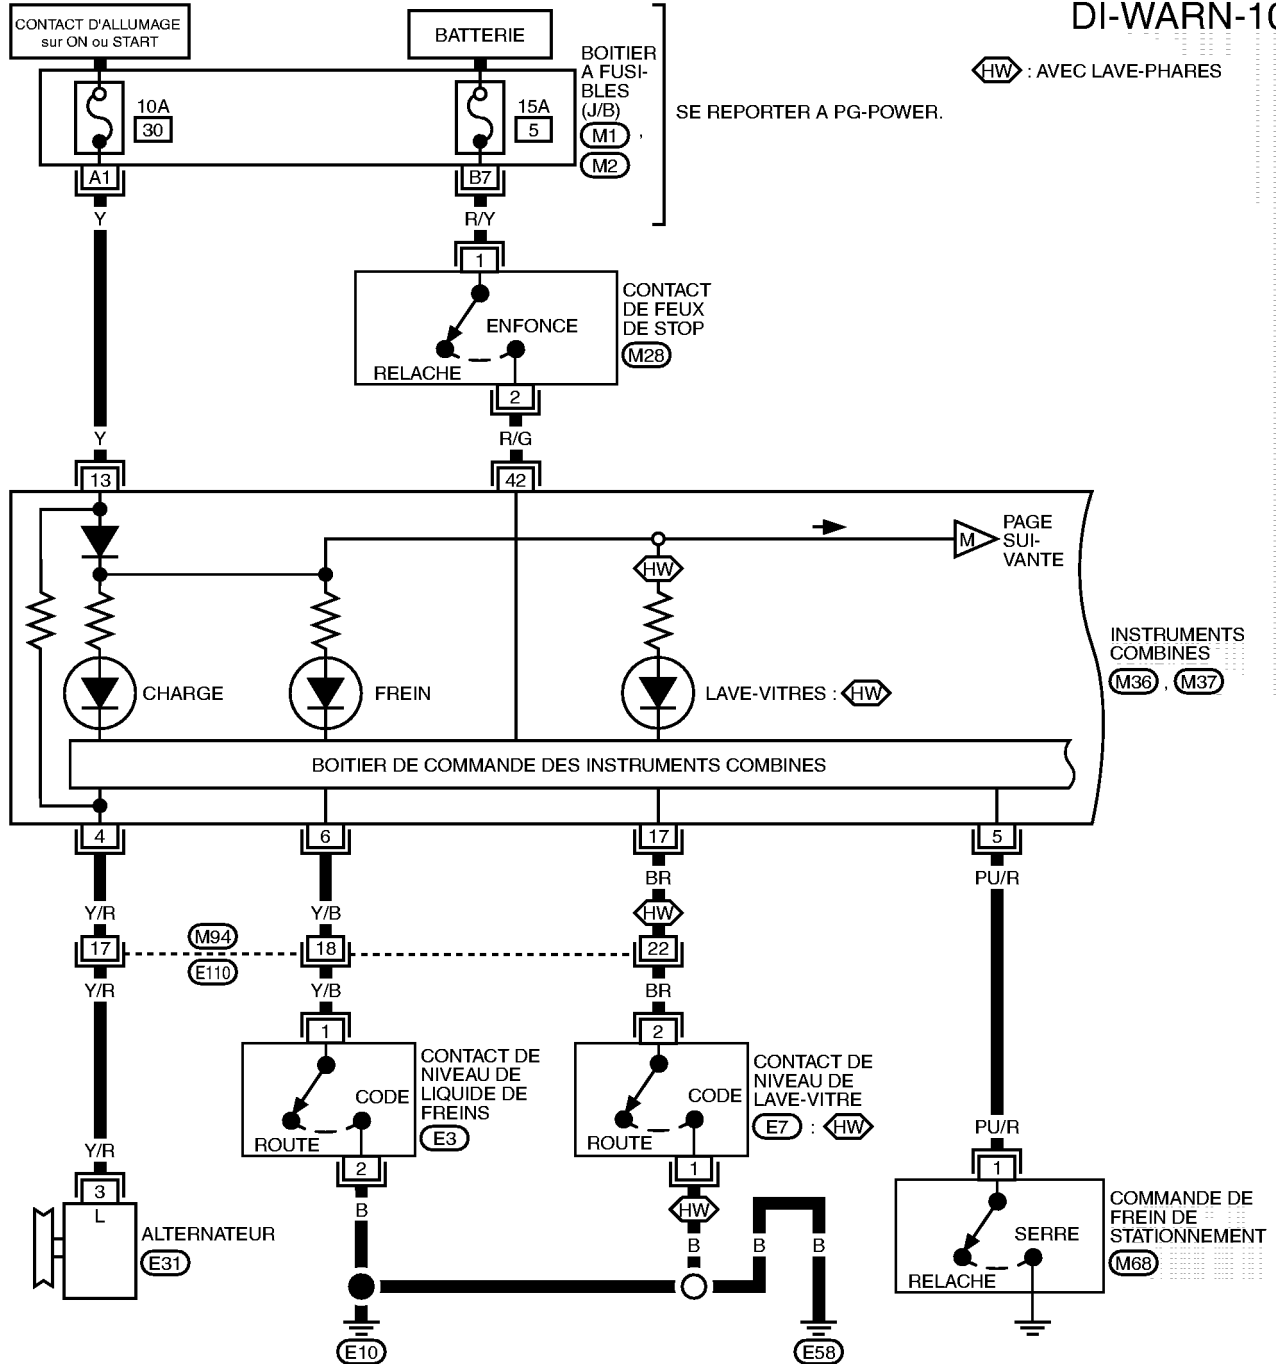 DI-WARN-10
CONTACT D'ALLUMAGE
sur ON ou START
BATTERIE
BOITIER
A FUSI-
BLES
(J/B)
M1 ,
M2
10A
30
15A
5
SE REPORTER A PG-POWER.
HW : AVEC LAVE-PHARES
A1
B7
Y
R/Y
1
CONTACT
DE FEUX
DE STOP
M28
ENFONCE
RELACHE
2
Y
R/G
13
42
M
PAGE
SUI-
VANTE
HW
CHARGE
FREIN
LAVE-VITRES : HW
INSTRUMENTS
COMBINES
M36 , M37
BOITIER DE COMMANDE DES INSTRUMENTS COMBINES
4
6
17
5
BR
PU/R
Y/R
Y/B
HW
17
M94
E110
18
22
Y/R
Y/B
BR
1
2
CONTACT DE
NIVEAU DE
LIQUIDE DE
FREINS
E3
CODE
ROUTE
CONTACT DE
NIVEAU DE
LAVE-VITRE
E7 : HW
CODE
ROUTE
Y/R
PU/R
2
1
1
3
L
ALTERNATEUR
E31
B
HW
B
B
B
COMMANDE DE
FREIN DE
STATIONNEMENT
M68
SERRE
RELACHE
E10
E58